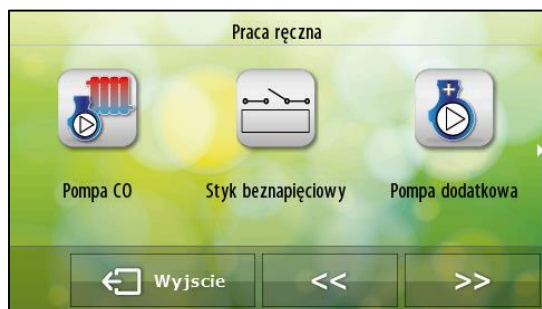 Praca ręczna
Pompa CO Styk beznapięciowy Pompa dodatkowa
Wyjscie << >>